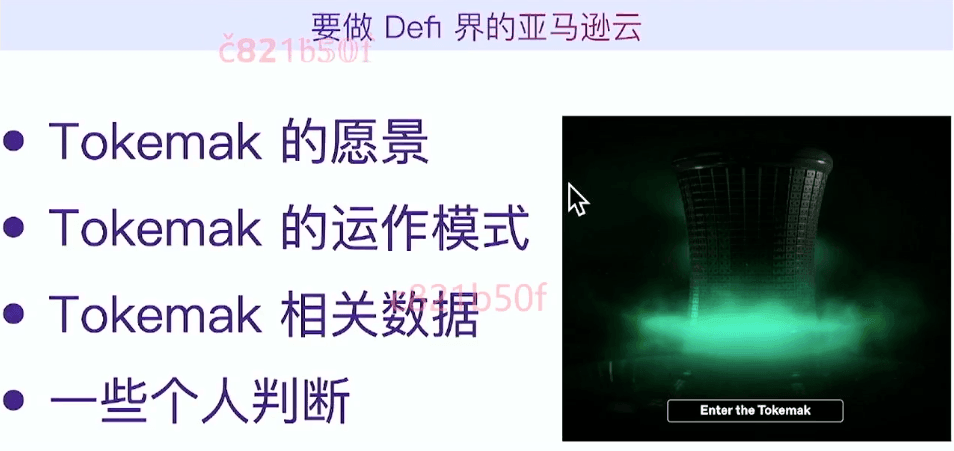 要做 Defi 界的亚马逊云
č821b50f
• Tokemak 的愿景
• Tokemak 的运作模式
c821b50f
• Tokemak 相关数据
• 一些个人判断
Enter the Tokemak